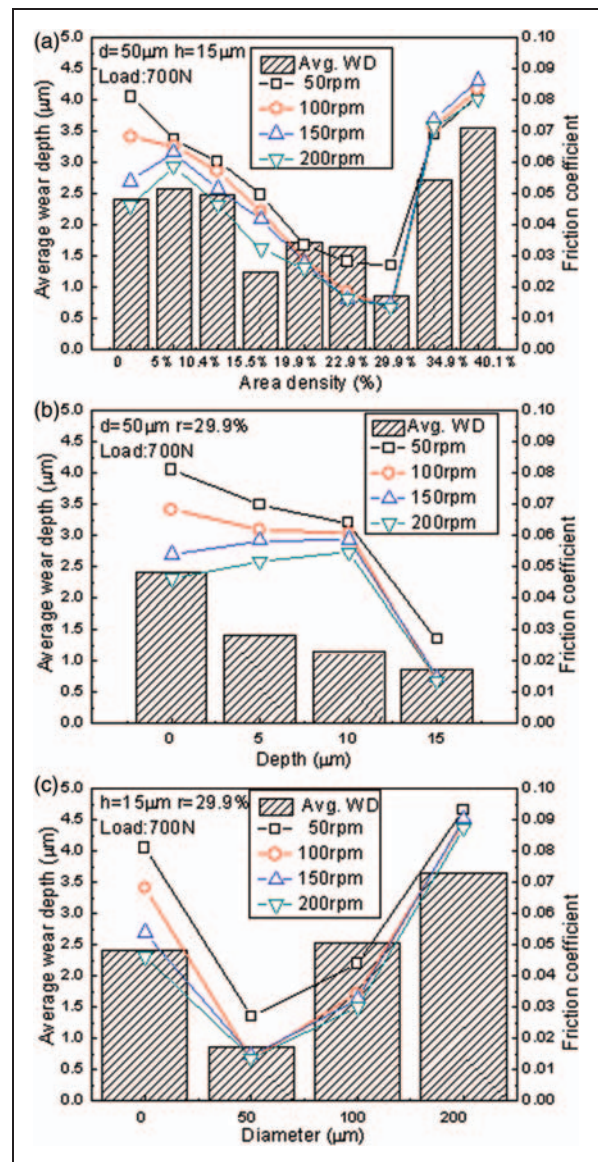 (a)
d=50μm h=15μm
Load:700N
Avg. WD
50rpm
100rpm
150rpm
200rpm
5.0
4.5
4.0
3.5
3.0
2.5
2.0
1.5
1.0
0.5
0.0
Average wear depth (μm)
0.10
0.09
0.08
0.07
0.06
0.05
0.04
0.03
0.02
0.01
0.00
Friction coefficient
0 5% 10.4% 15.5% 19.9% 22.9% 29.9% 34.9% 40.1%
Area density (%)
(b)
d=50μm r=29.9%
Load:700N
Avg. WD
50rpm
100rpm
150rpm
200rpm
5.0
4.5
4.0
3.5
3.0
2.5
2.0
1.5
1.0
0.5
0.0
Average wear depth (μm)
0.10
0.09
0.08
0.07
0.06
0.05
0.04
0.03
0.02
0.01
0.00
Friction coefficient
0 5 10 15
Depth (μm)
(c)
h=15μm r=29.9%
Load:700N
Avg. WD
50rpm
100rpm
150rpm
200rpm
5.0
4.5
4.0
3.5
3.0
2.5
2.0
1.5
1.0
0.5
0.0
Average wear depth (μm)
0.10
0.09
0.08
0.07
0.06
0.05
0.04
0.03
0.02
0.01
0.00
Friction coefficient
0 50 100 200
Diameter (μm)